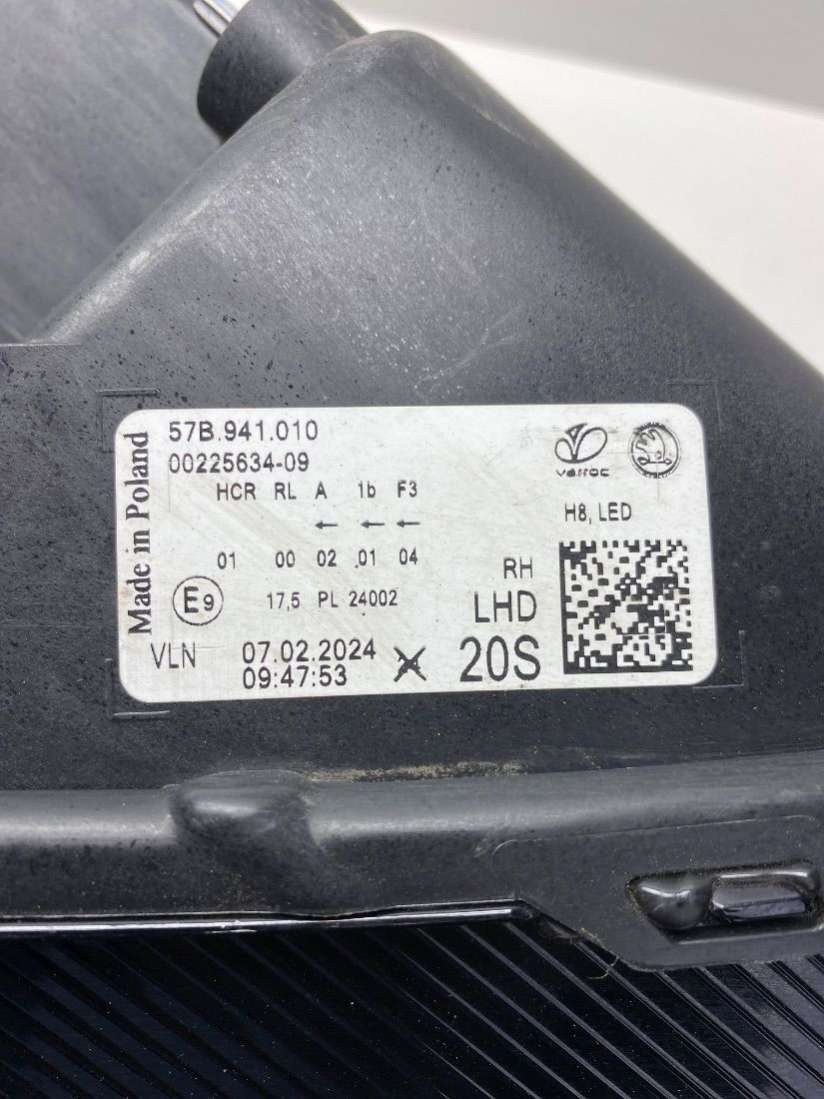 Made in Poland
57B.941.010
00225634-09
varroc
HCR RL A 1b F3
← ← ←
H8, LED
01 00 02 01 04
RH
E9
17,5 PL 24002
LHD
VLN
07.02.2024
09:47:53
20S